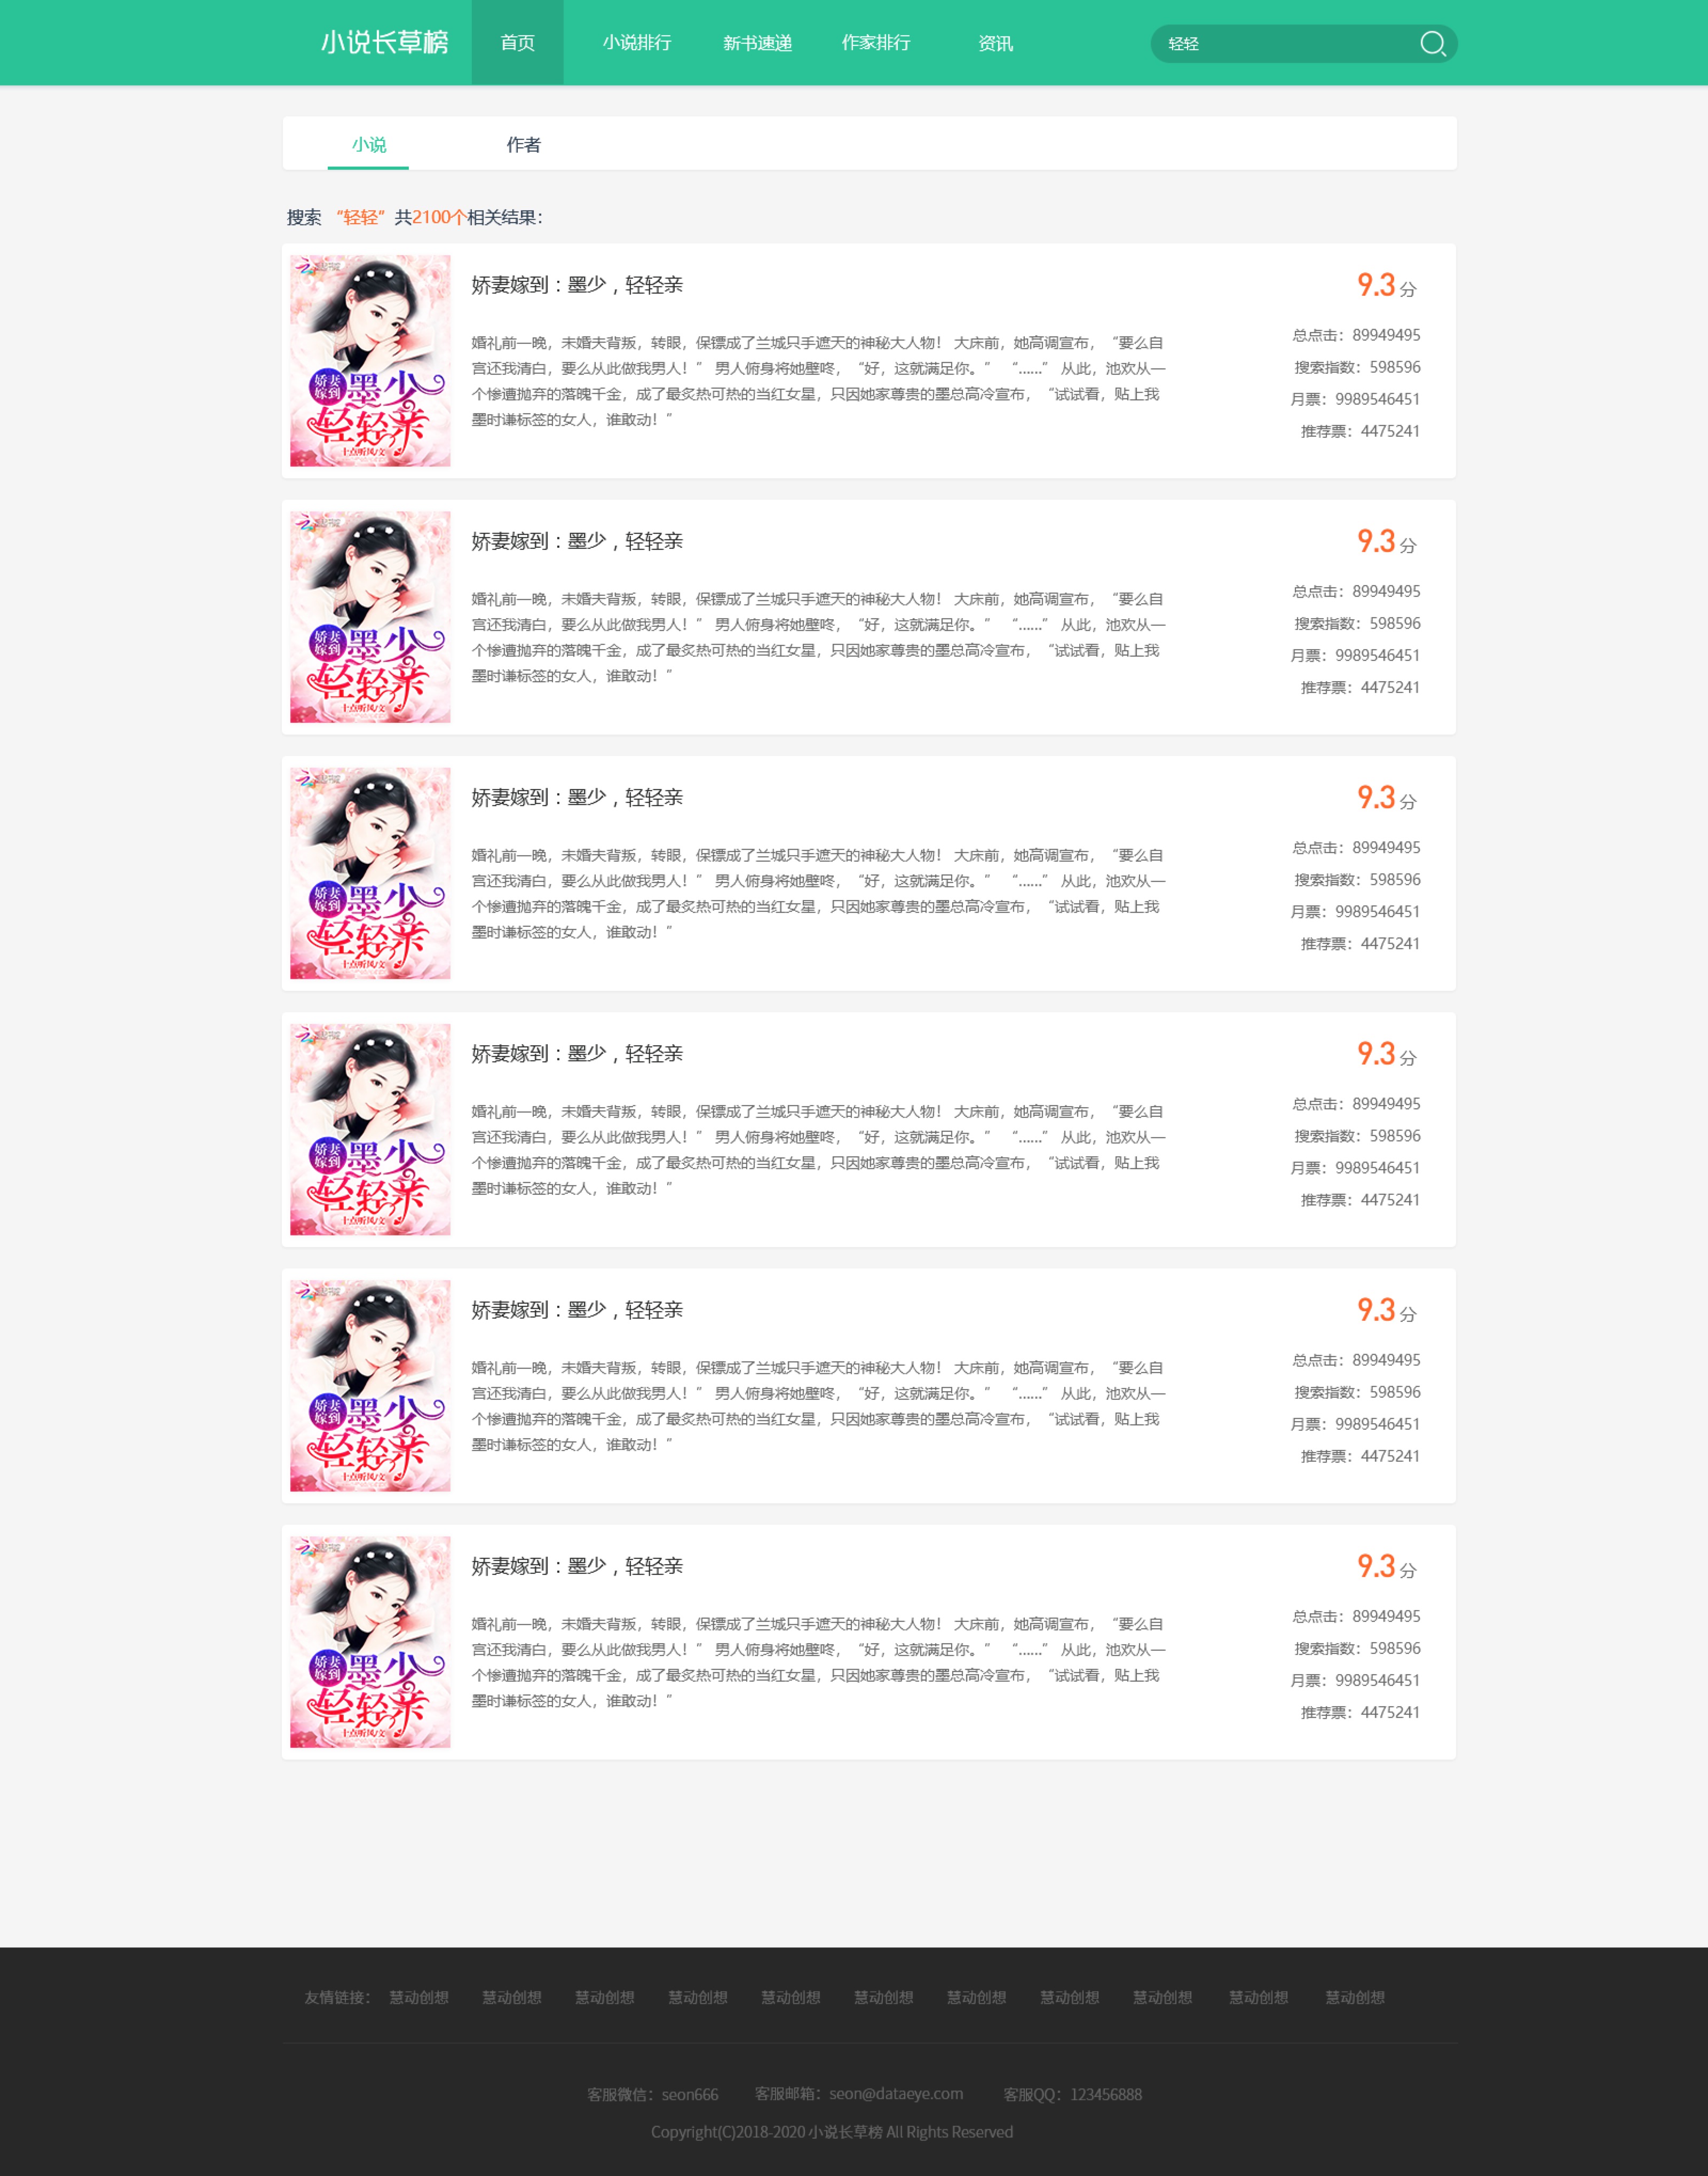 小说长草榜 首页 小说排行 新书速递 作家排行 资讯 轻轻
小说 作者
搜索 “轻轻” 共2100个相关结果：
娇妻嫁到
墨少
轻轻亲
十点听风/文
娇妻嫁到：墨少，轻轻亲
婚礼前一晚，未婚夫背叛，转眼，保镖成了兰城只手遮天的神秘大人物！ 大床前，她高调宣布，“要么自
宫还我清白，要么从此做我男人！” 男人俯身将她壁咚，“好，这就满足你。” “......” 从此，池欢从一
个惨遭抛弃的落魄千金，成了最炙热可热的当红女星，只因她家尊贵的墨总高冷宣布，“试试看，贴上我
墨时谦标签的女人，谁敢动！”
9.3 分
总点击：89949495
搜索指数：598596
月票：9989546451
推荐票：4475241
娇妻嫁到
墨少
轻轻亲
十点听风/文
娇妻嫁到：墨少，轻轻亲
婚礼前一晚，未婚夫背叛，转眼，保镖成了兰城只手遮天的神秘大人物！ 大床前，她高调宣布，“要么自
宫还我清白，要么从此做我男人！” 男人俯身将她壁咚，“好，这就满足你。” “......” 从此，池欢从一
个惨遭抛弃的落魄千金，成了最炙热可热的当红女星，只因她家尊贵的墨总高冷宣布，“试试看，贴上我
墨时谦标签的女人，谁敢动！”
9.3 分
总点击：89949495
搜索指数：598596
月票：9989546451
推荐票：4475241
娇妻嫁到
墨少
轻轻亲
十点听风/文
娇妻嫁到：墨少，轻轻亲
婚礼前一晚，未婚夫背叛，转眼，保镖成了兰城只手遮天的神秘大人物！ 大床前，她高调宣布，“要么自
宫还我清白，要么从此做我男人！” 男人俯身将她壁咚，“好，这就满足你。” “......” 从此，池欢从一
个惨遭抛弃的落魄千金，成了最炙热可热的当红女星，只因她家尊贵的墨总高冷宣布，“试试看，贴上我
墨时谦标签的女人，谁敢动！”
9.3 分
总点击：89949495
搜索指数：598596
月票：9989546451
推荐票：4475241
娇妻嫁到
墨少
轻轻亲
十点听风/文
娇妻嫁到：墨少，轻轻亲
婚礼前一晚，未婚夫背叛，转眼，保镖成了兰城只手遮天的神秘大人物！ 大床前，她高调宣布，“要么自
宫还我清白，要么从此做我男人！” 男人俯身将她壁咚，“好，这就满足你。” “......” 从此，池欢从一
个惨遭抛弃的落魄千金，成了最炙热可热的当红女星，只因她家尊贵的墨总高冷宣布，“试试看，贴上我
墨时谦标签的女人，谁敢动！”
9.3 分
总点击：89949495
搜索指数：598596
月票：9989546451
推荐票：4475241
娇妻嫁到
墨少
轻轻亲
十点听风/文
娇妻嫁到：墨少，轻轻亲
婚礼前一晚，未婚夫背叛，转眼，保镖成了兰城只手遮天的神秘大人物！ 大床前，她高调宣布，“要么自
宫还我清白，要么从此做我男人！” 男人俯身将她壁咚，“好，这就满足你。” “......” 从此，池欢从一
个惨遭抛弃的落魄千金，成了最炙热可热的当红女星，只因她家尊贵的墨总高冷宣布，“试试看，贴上我
墨时谦标签的女人，谁敢动！”
9.3 分
总点击：89949495
搜索指数：598596
月票：9989546451
推荐票：4475241
娇妻嫁到
墨少
轻轻亲
十点听风/文
娇妻嫁到：墨少，轻轻亲
婚礼前一晚，未婚夫背叛，转眼，保镖成了兰城只手遮天的神秘大人物！ 大床前，她高调宣布，“要么自
宫还我清白，要么从此做我男人！” 男人俯身将她壁咚，“好，这就满足你。” “......” 从此，池欢从一
个惨遭抛弃的落魄千金，成了最炙热可热的当红女星，只因她家尊贵的墨总高冷宣布，“试试看，贴上我
墨时谦标签的女人，谁敢动！”
9.3 分
总点击：89949495
搜索指数：598596
月票：9989546451
推荐票：4475241
友情链接： 慧动创想 慧动创想 慧动创想 慧动创想 慧动创想 慧动创想 慧动创想 慧动创想 慧动创想 慧动创想 慧动创想
客服微信：seon666 客服邮箱：seon@dataeye.com 客服QQ：123456888
Copyright(C)2018-2020 小说长草榜 All Rights Reserved